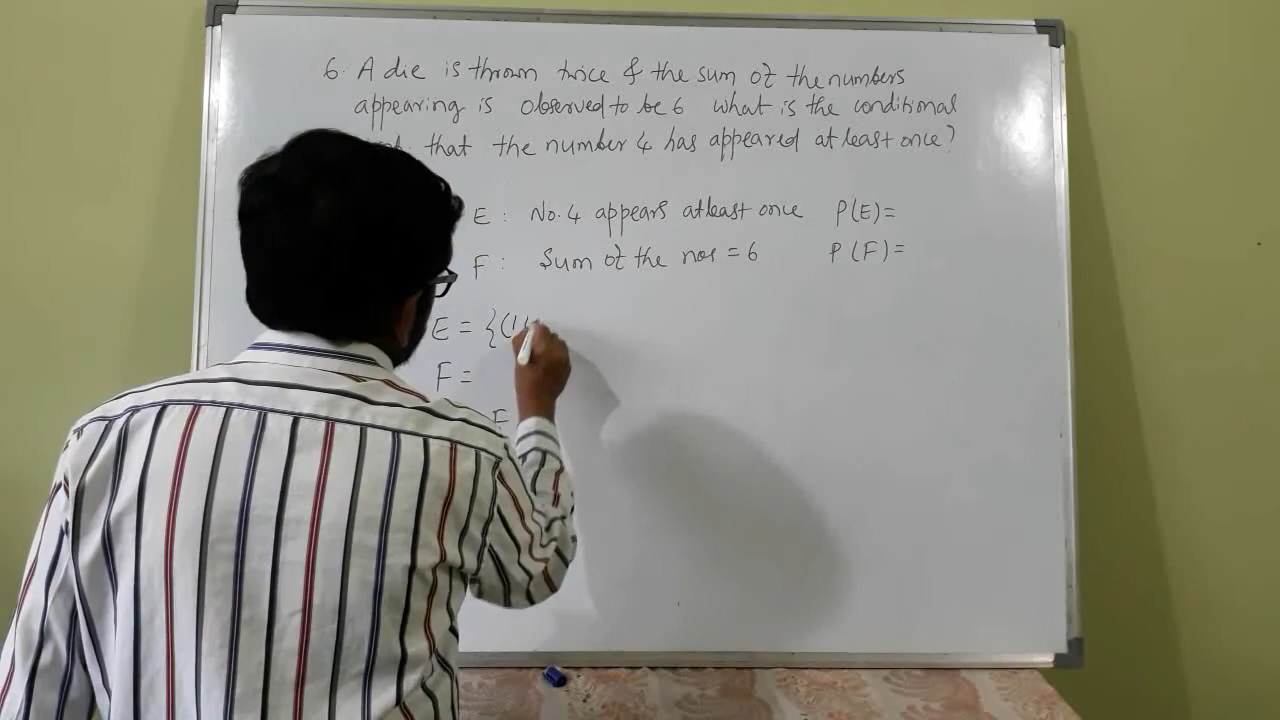 6. A die is thrown twice & the sum of the numbers
appearing is observed to be 6 what is the conditional
that the number 4 has appeared at least once?
E : No. 4 appears atleast once P(E)=
F : Sum of the nos = 6 P(F)=
E = {(1,
F =